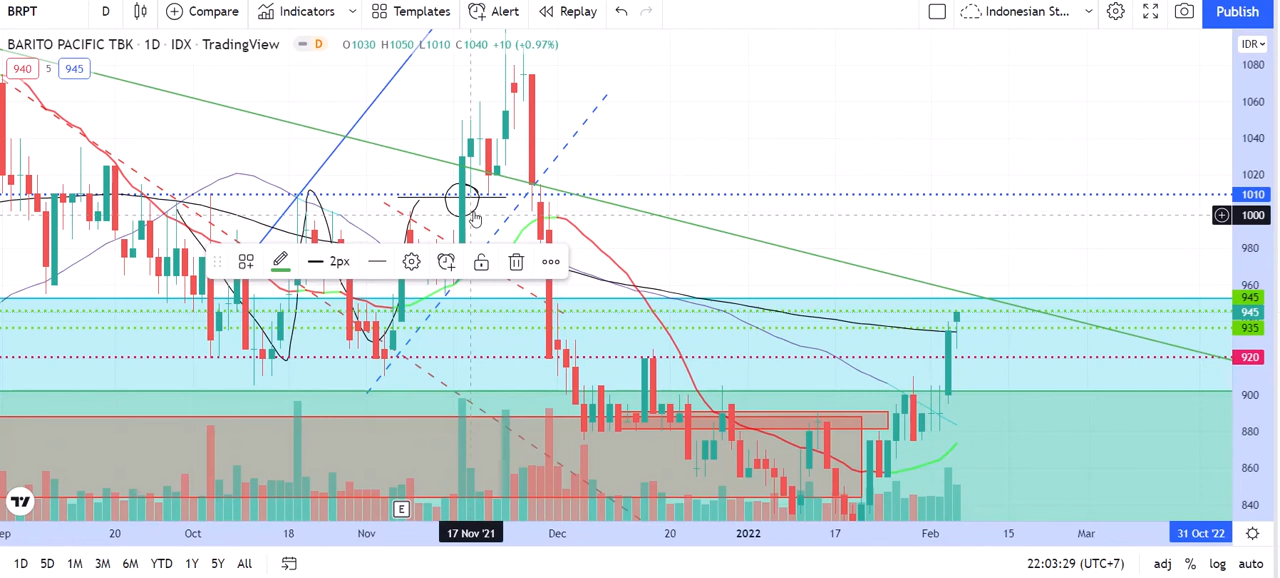 BRPT D Compare Indicators Templates Alert Replay Indonesian St... Publish
BARITO PACIFIC TBK · 1D · IDX · TradingView D O1030 H1050 L1010 C1040 +10 (+0.97%) IDR
940 5 945
1080
1060
1040
1020
1010
1000
980
2px
960
945
945
935
920
900
880
860
840
E
20 Oct 18 Nov 17 Nov '21 Dec 20 2022 17 Feb 15 Mar 31 Oct '22
1D 5D 1M 3M 6M YTD 1Y 5Y All 22:03:29 (UTC+7) adj % log auto